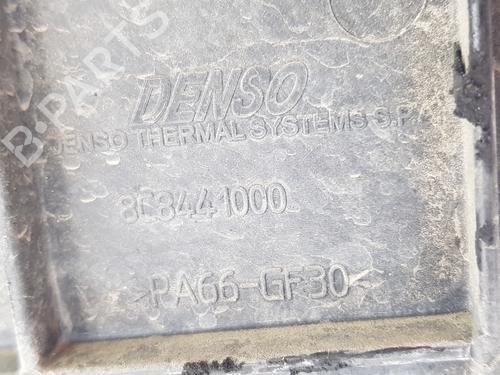 DENSO
DENSO THERMAL SYSTEMS S.P.
8C8441000
>PA66-GF30<
B-PARTS